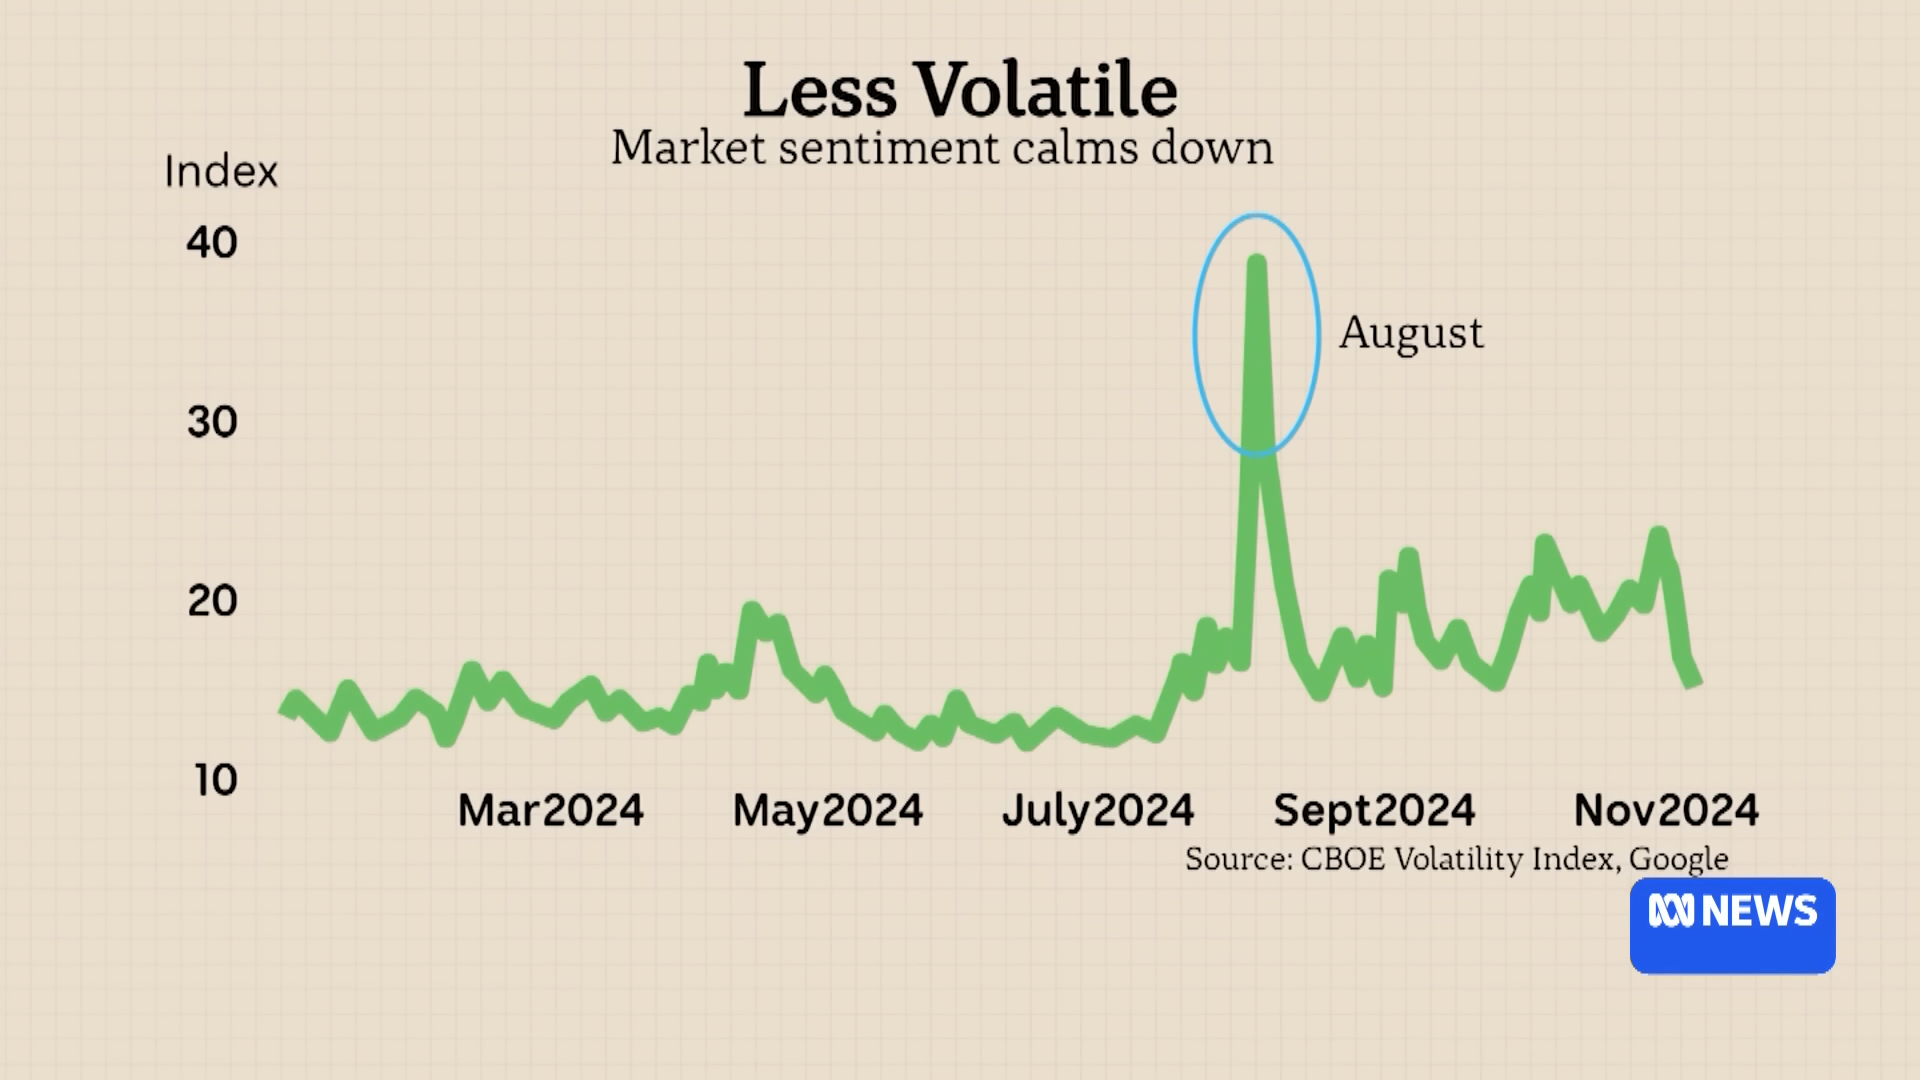 Less Volatile
Market sentiment calms down
Index
40
30
20
10
August
Mar2024 May2024 July2024 Sept2024 Nov2024
Source: CBOE Volatility Index, Google
NEWS